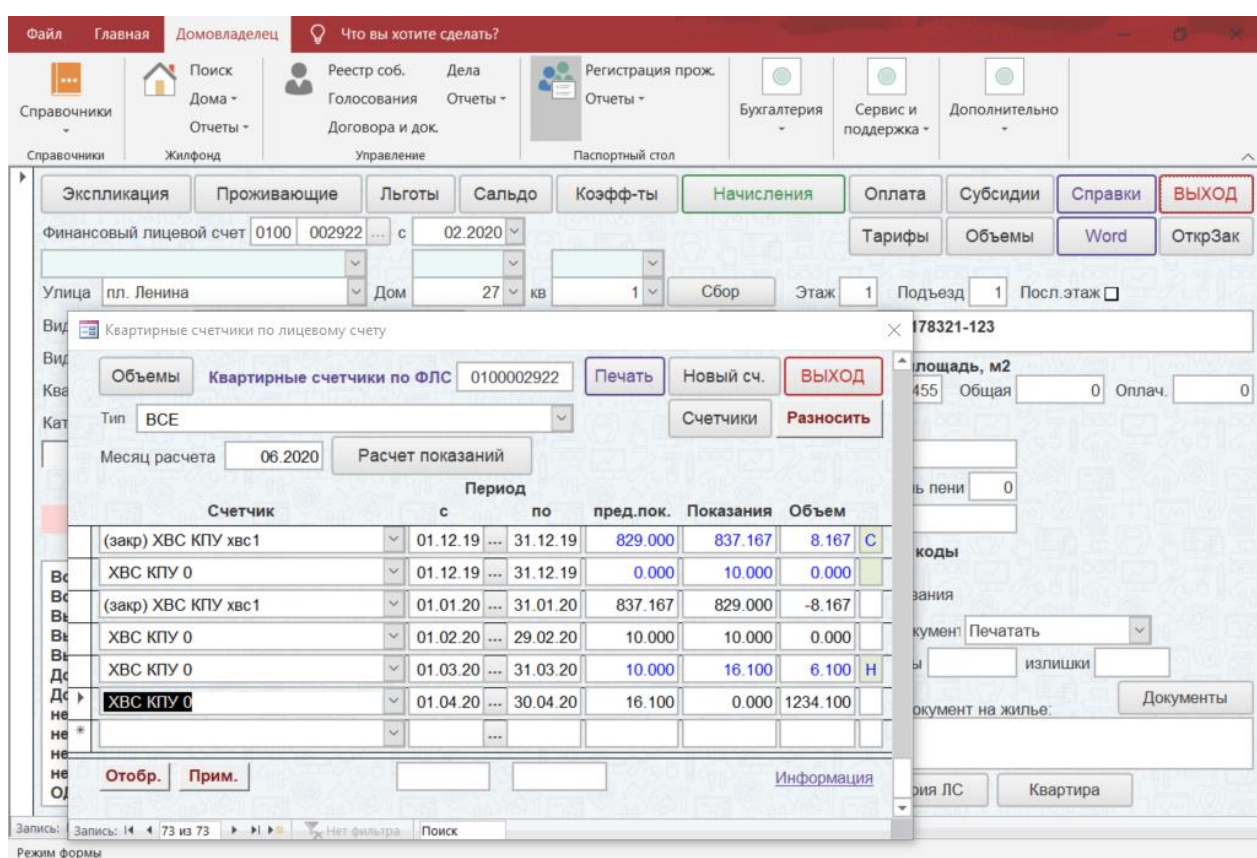 Файл Главная Домовладелец Что вы хотите сделать?
Справочники
Поиск
Дома
Отчеты
Реестр соб. Дела
Голосования Отчеты
Договора и док.
Регистрация прож.
Отчеты
Бухгалтерия
Сервис и
поддержка
Дополнительно
Справочники Жилфонд Управление Паспортный стол
Экспликация Проживающие Льготы Сальдо Коэфф-ты Начисления Оплата Субсидии Справки ВЫХОД
Финансовый лицевой счет 0100 002922 ... с 02.2020 Тарифы Объемы Word ОткрЗак
Улица пл. Ленина Дом 27 кв 1 Сбор Этаж 1 Подъезд 1 Посл.этаж
Квартирные счетчики по лицевому счету
178321-123
Объемы Квартирные счетчики по ФЛС 0100002922 Печать Новый сч. ВЫХОД
Тип ВСЕ Счетчики Разносить
Месяц расчета 06.2020 Расчет показаний
Период
Счетчик с по пред.пок. Показания Объем
(закр) ХВС КПУ хвс1 01.12.19 ... 31.12.19 829.000 837.167 8.167 С
ХВС КПУ 0 01.12.19 ... 31.12.19 0.000 10.000 0.000
(закр) ХВС КПУ хвс1 01.01.20 ... 31.01.20 837.167 829.000 -8.167
ХВС КПУ 0 01.02.20 ... 29.02.20 10.000 10.000 0.000
ХВС КПУ 0 01.03.20 ... 31.03.20 10.000 16.100 6.100 Н
ХВС КПУ 0 01.04.20 ... 30.04.20 16.100 0.000 1234.100
* ...
Отобр. Прим. Информация
м2
455 Общая 0 Оплач. 0
пени 0
коды
Печатать
излишки
Документы
на жилье:
ЛС Квартира
Запись:
Запись: 73 из 73 Нет фильтра Поиск
Режим формы